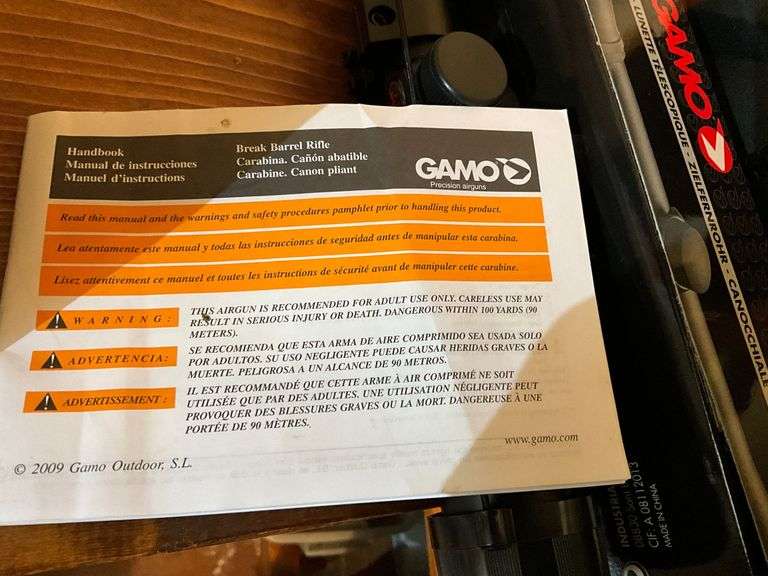 Handbook
Manual de instrucciones
Manuel d'instructions
Break Barrel Rifle
Carabina. Cañón abatible
Carabine. Canon pliant
GAMO
Precision airguns
Read this manual and the warnings and safety procedures pamphlet prior to handling this product.
Lea atentamente este manual y todas las instrucciones de seguridad antes de manipular esta carabina.
Lisez attentivement ce manuel et toutes les instructions de sécurité avant de manipuler cette carabine.
WARNING:
THIS AIRGUN IS RECOMMENDED FOR ADULT USE ONLY. CARELESS USE MAY
RESULT IN SERIOUS INJURY OR DEATH. DANGEROUS WITHIN 100 YARDS (90
METERS).
ADVERTENCIA:
SE RECOMIENDA QUE ESTA ARMA DE AIRE COMPRIMIDO SEA USADA SOLO
POR ADULTOS. SU USO NEGLIGENTE PUEDE CAUSAR HERIDAS GRAVES O LA
MUERTE. PELIGROSA A UN ALCANCE DE 90 METROS.
ADVERTISSEMENT:
IL EST RECOMMANDÉ QUE CETTE ARME À AIR COMPRIMÉ NE SOIT
UTILISÉE QUE PAR DES ADULTES. UNE UTILISATION NÉGLIGENTE PEUT
PROVOQUER DES BLESSURES GRAVES OU LA MORT. DANGEREUSE À UNE
PORTÉE DE 90 MÈTRES.
www.gamo.com
© 2009 Gamo Outdoor, S.L.
GAMO
LUNETTE TÉLESCOPIQUE - ZIELFERNROHR - CANOCCHIALE
CIF. A 08112013
MADE IN CHINA